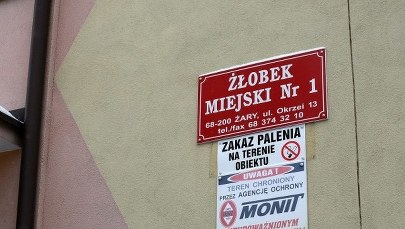 ŻŁOBEK
MIEJSKI Nr 1
68-200 ŻARY, ul. Okrzei 13
tel./fax 68 374 32 10
ZAKAZ PALENIA
NA TERENIE
OBIEKTU
UWAGA!
TEREN CHRONIONY
PRZEZ AGENCJĘ OCHRONY
MONIT